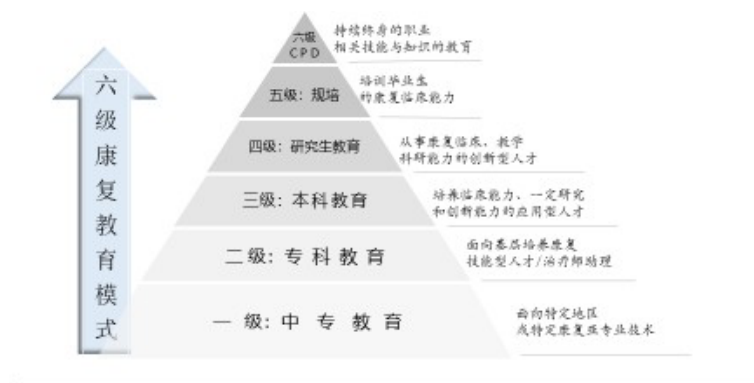 六级康复教育模式
六级
CPD
持续终身的职业
相关技能与知识的教育
五级：规培
培训毕业生
的康复临床能力
四级：研究生教育
从事康复临床、教学
科研能力的创新型人才
三级：本科教育
培养临床能力、一定研究
和创新能力的应用型人才
二级：专科教育
面向基层培养康复
技能型人才/治疗师助理
一级：中专教育
面向特定地区
或特定康复亚专业技术